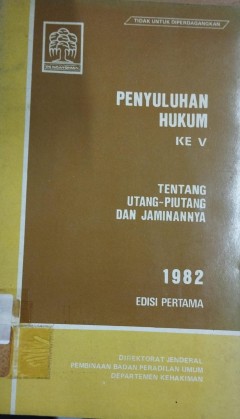 TIDAK UNTUK DIPERDAGANGKAN
PENYULUHAN
HUKUM
KE V
TENTANG
UTANG-PIUTANG
DAN JAMINANNYA
1982
EDISI PERTAMA
DIREKTORAT JENDERAL
PEMBINAAN BADAN PERADILAN UMUM
DEPARTEMEN KEHAKIMAN